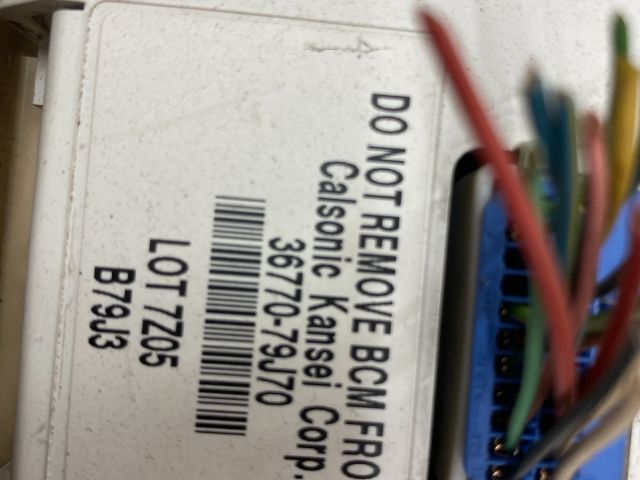 DO NOT REMOVE BCM FRO
Calsonic Kansei Corp.
36770-79J70
LOT 7Z05
B79J3